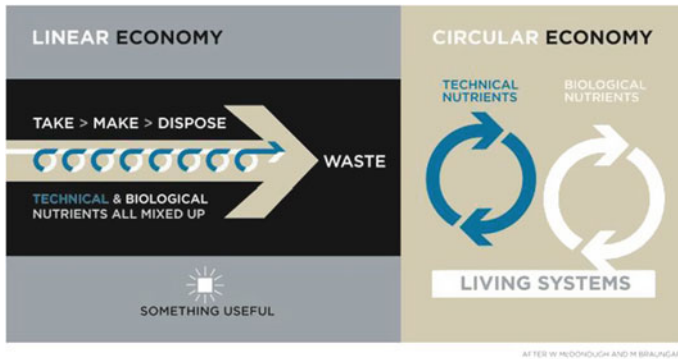 LINEAR ECONOMY
TAKE > MAKE > DISPOSE
WASTE
TECHNICAL & BIOLOGICAL
NUTRIENTS ALL MIXED UP
SOMETHING USEFUL
CIRCULAR ECONOMY
TECHNICAL
NUTRIENTS
BIOLOGICAL
NUTRIENTS
LIVING SYSTEMS
AFTER W MCDONOUGH AND M BRAUNGAR